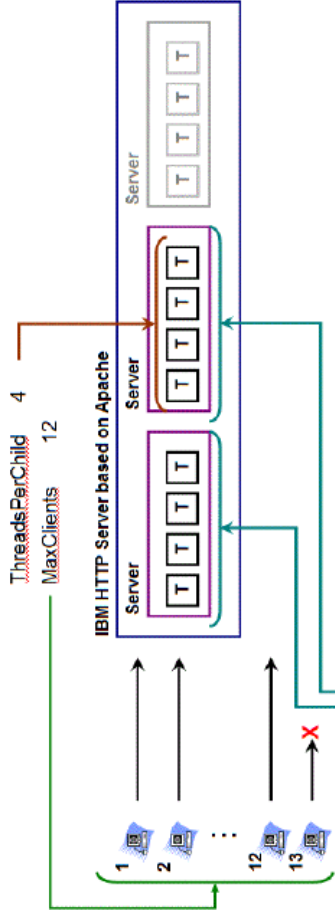 ThreadsPerChild 4
MaxClients 12
IBM HTTP Server based on Apache
Server
T T T T
Server
T T T T
Server
T T T T
1
2
12
13 X